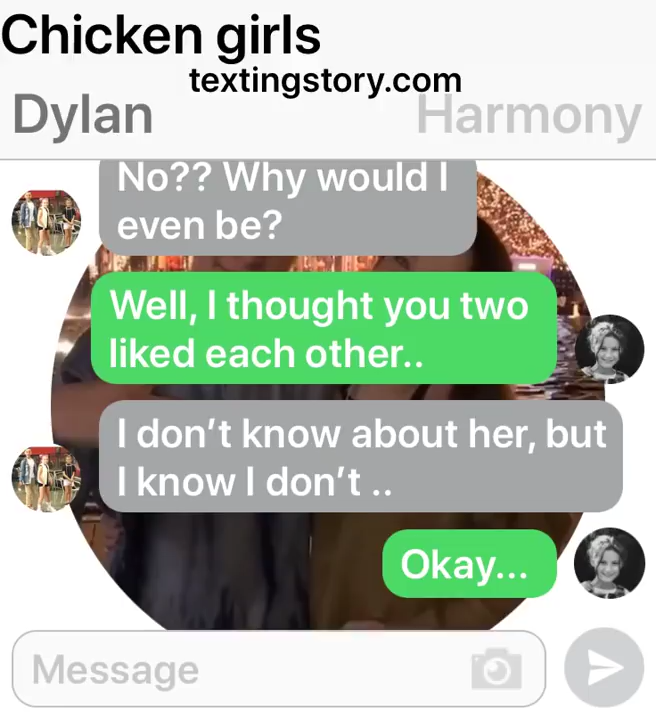 Chicken girls
textingstory.com
Dylan
Harmony
No?? Why would I
even be?
Well, I thought you two
liked each other..
I don’t know about her, but
I know I don’t ..
Okay...
Message